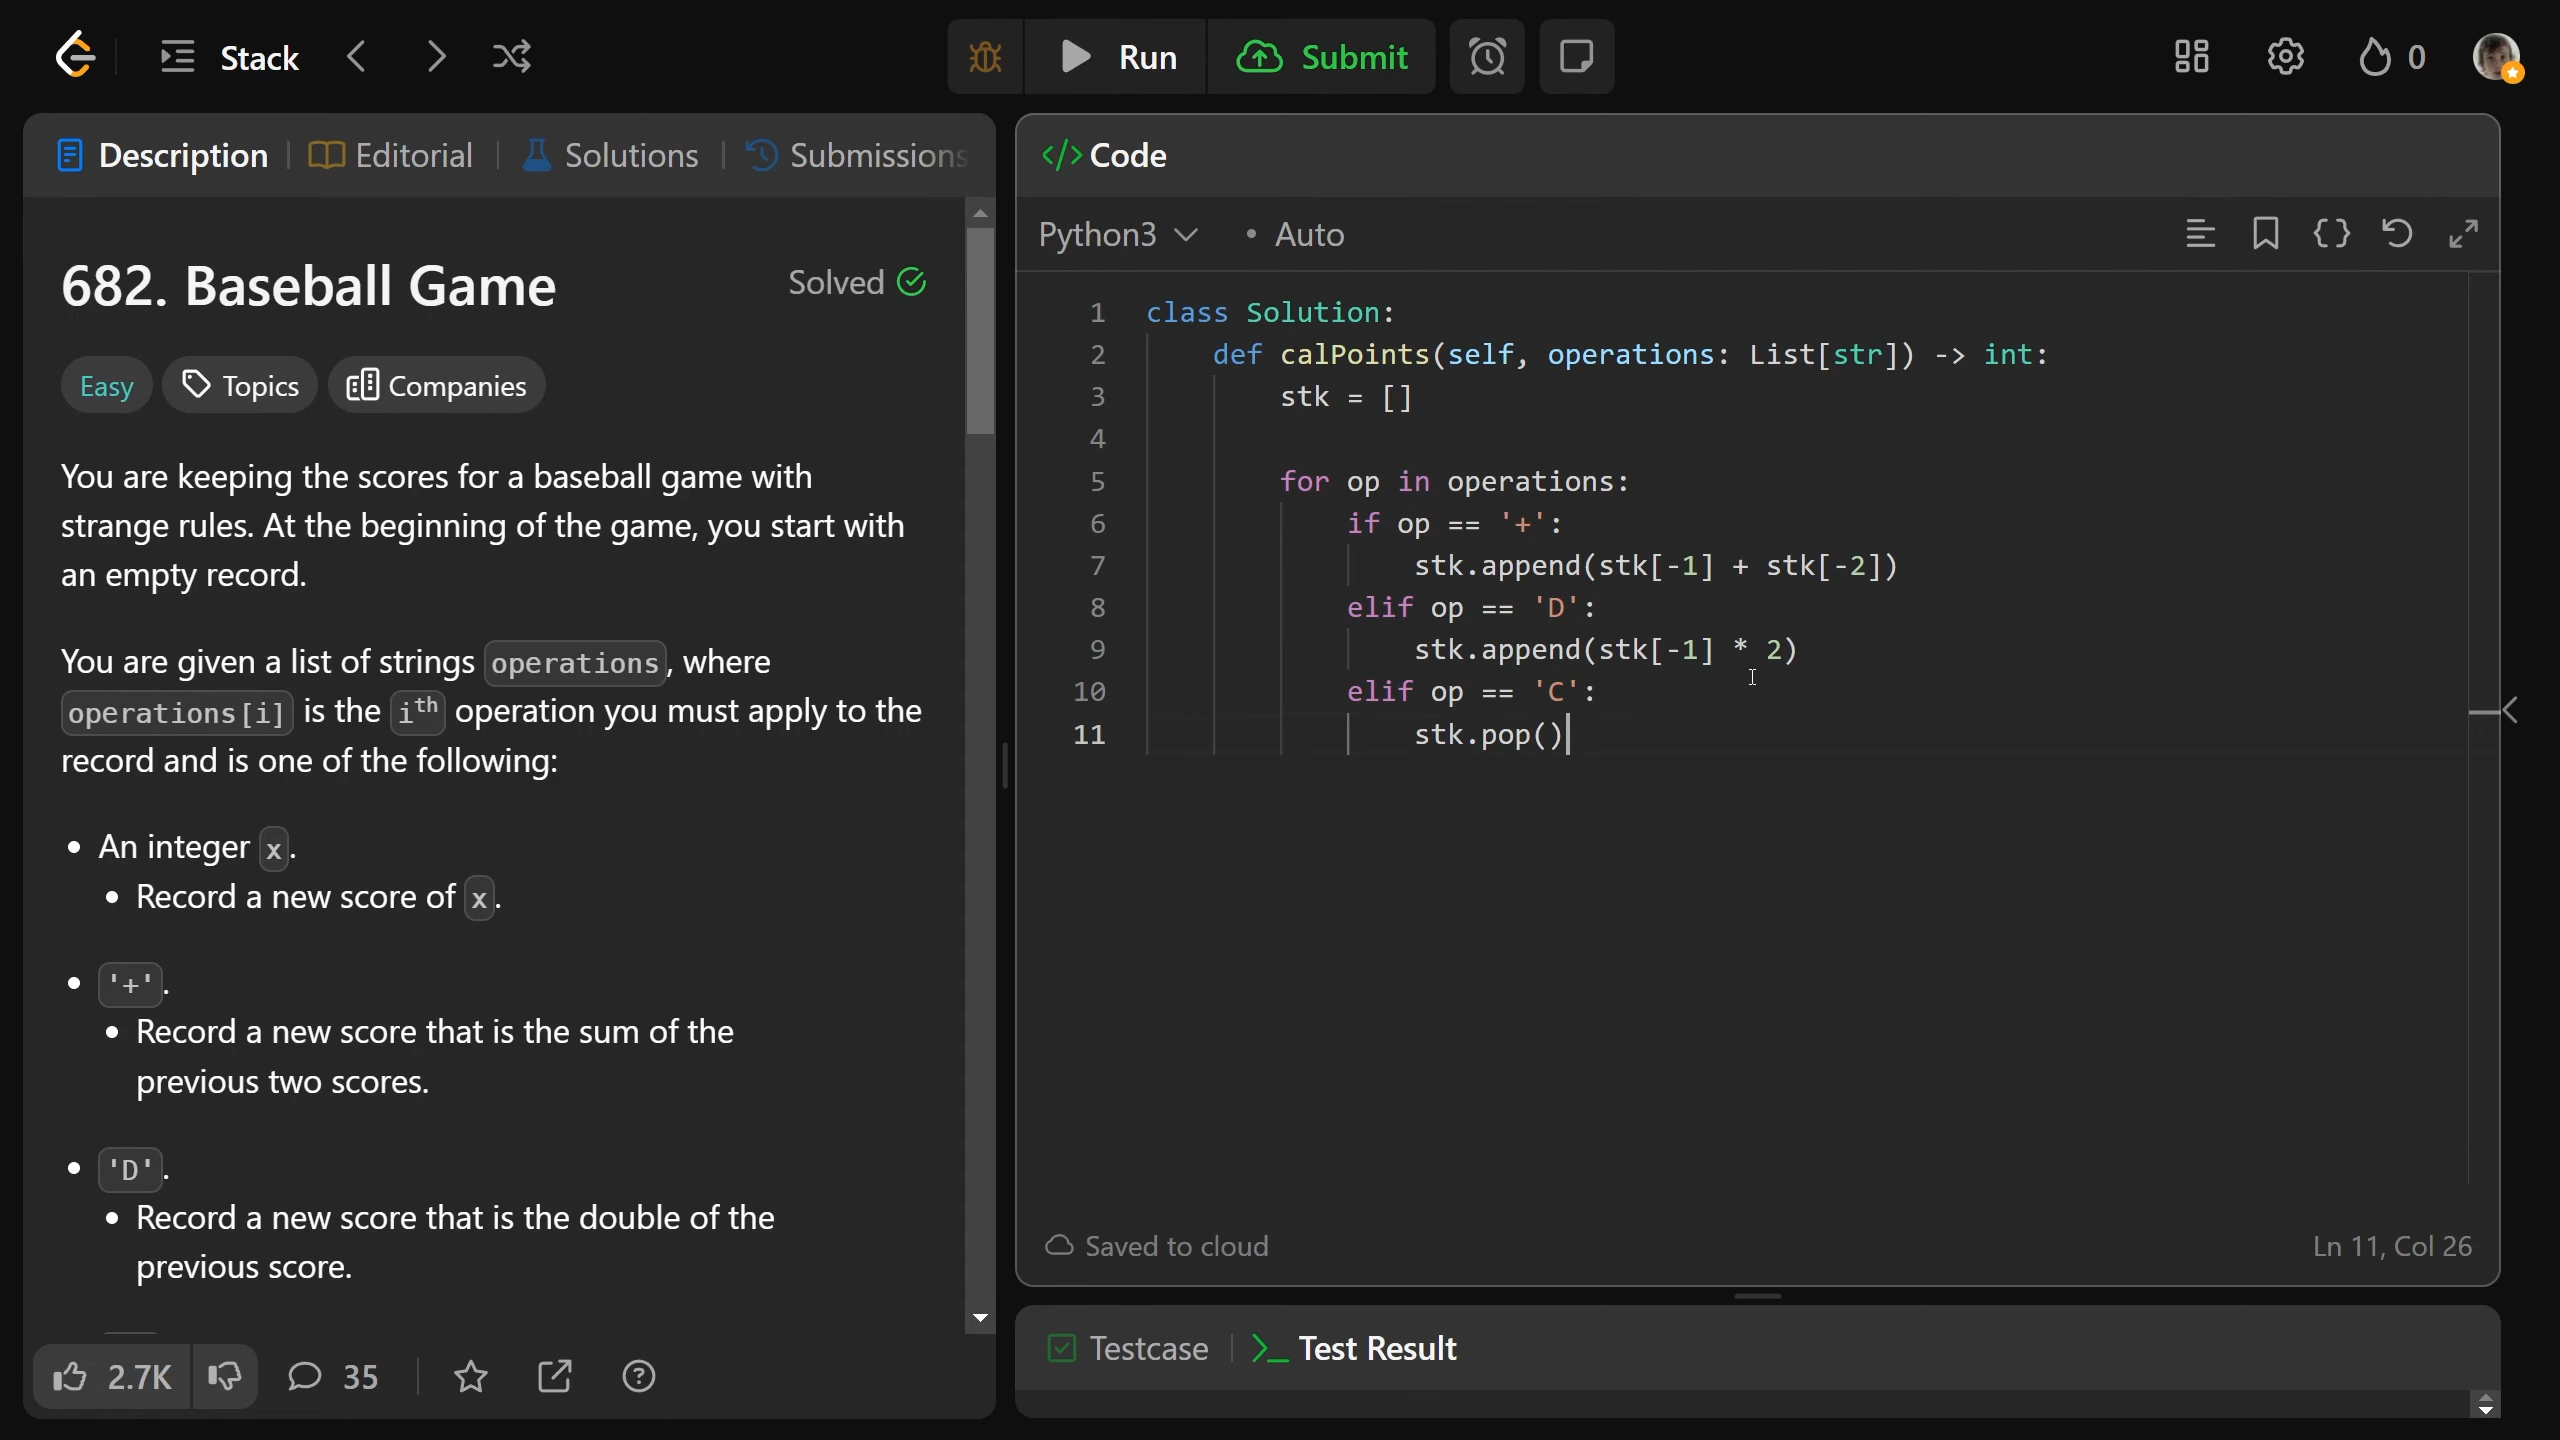 Stack
Run
Submit
0
Description
Editorial
Solutions
Submissions
682. Baseball Game
Solved
Easy
Topics
Companies
You are keeping the scores for a baseball game with
strange rules. At the beginning of the game, you start with
an empty record.
You are given a list of strings operations, where
operations[i] is the ith operation you must apply to the
record and is one of the following:
• An integer x.
• Record a new score of x.
• '+'.
• Record a new score that is the sum of the
previous two scores.
• 'D'.
• Record a new score that is the double of the
previous score.
2.7K
35
</> Code
Python3
• Auto
1 class Solution:
2     def calPoints(self, operations: List[str]) -> int:
3         stk = []
4
5         for op in operations:
6             if op == '+':
7                 stk.append(stk[-1] + stk[-2])
8             elif op == 'D':
9                 stk.append(stk[-1] * 2)
10             elif op == 'C':
11                 stk.pop()
Saved to cloud
Ln 11, Col 26
Testcase
Test Result